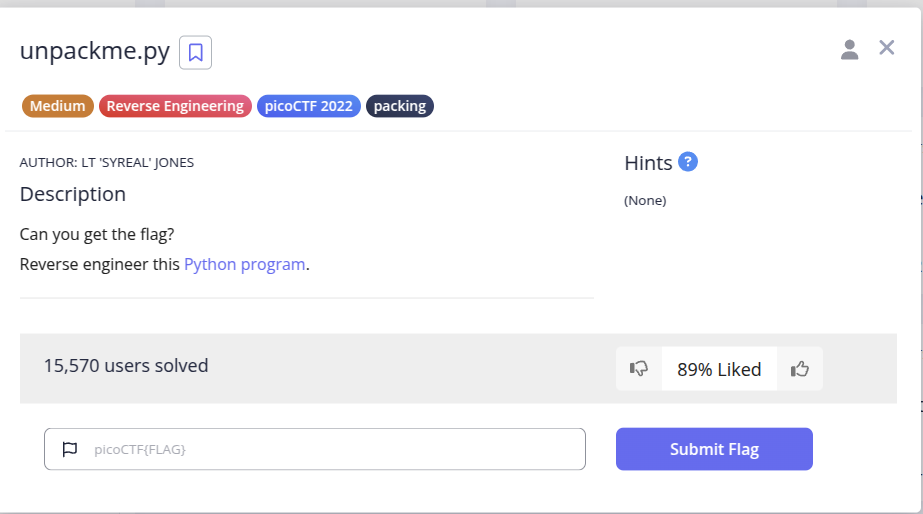 unpackme.py
Medium Reverse Engineering picoCTF 2022 packing
AUTHOR: LT 'SYREAL' JONES
Description
Can you get the flag?
Reverse engineer this Python program.
Hints ?
(None)
15,570 users solved
89% Liked
picoCTF{FLAG}
Submit Flag